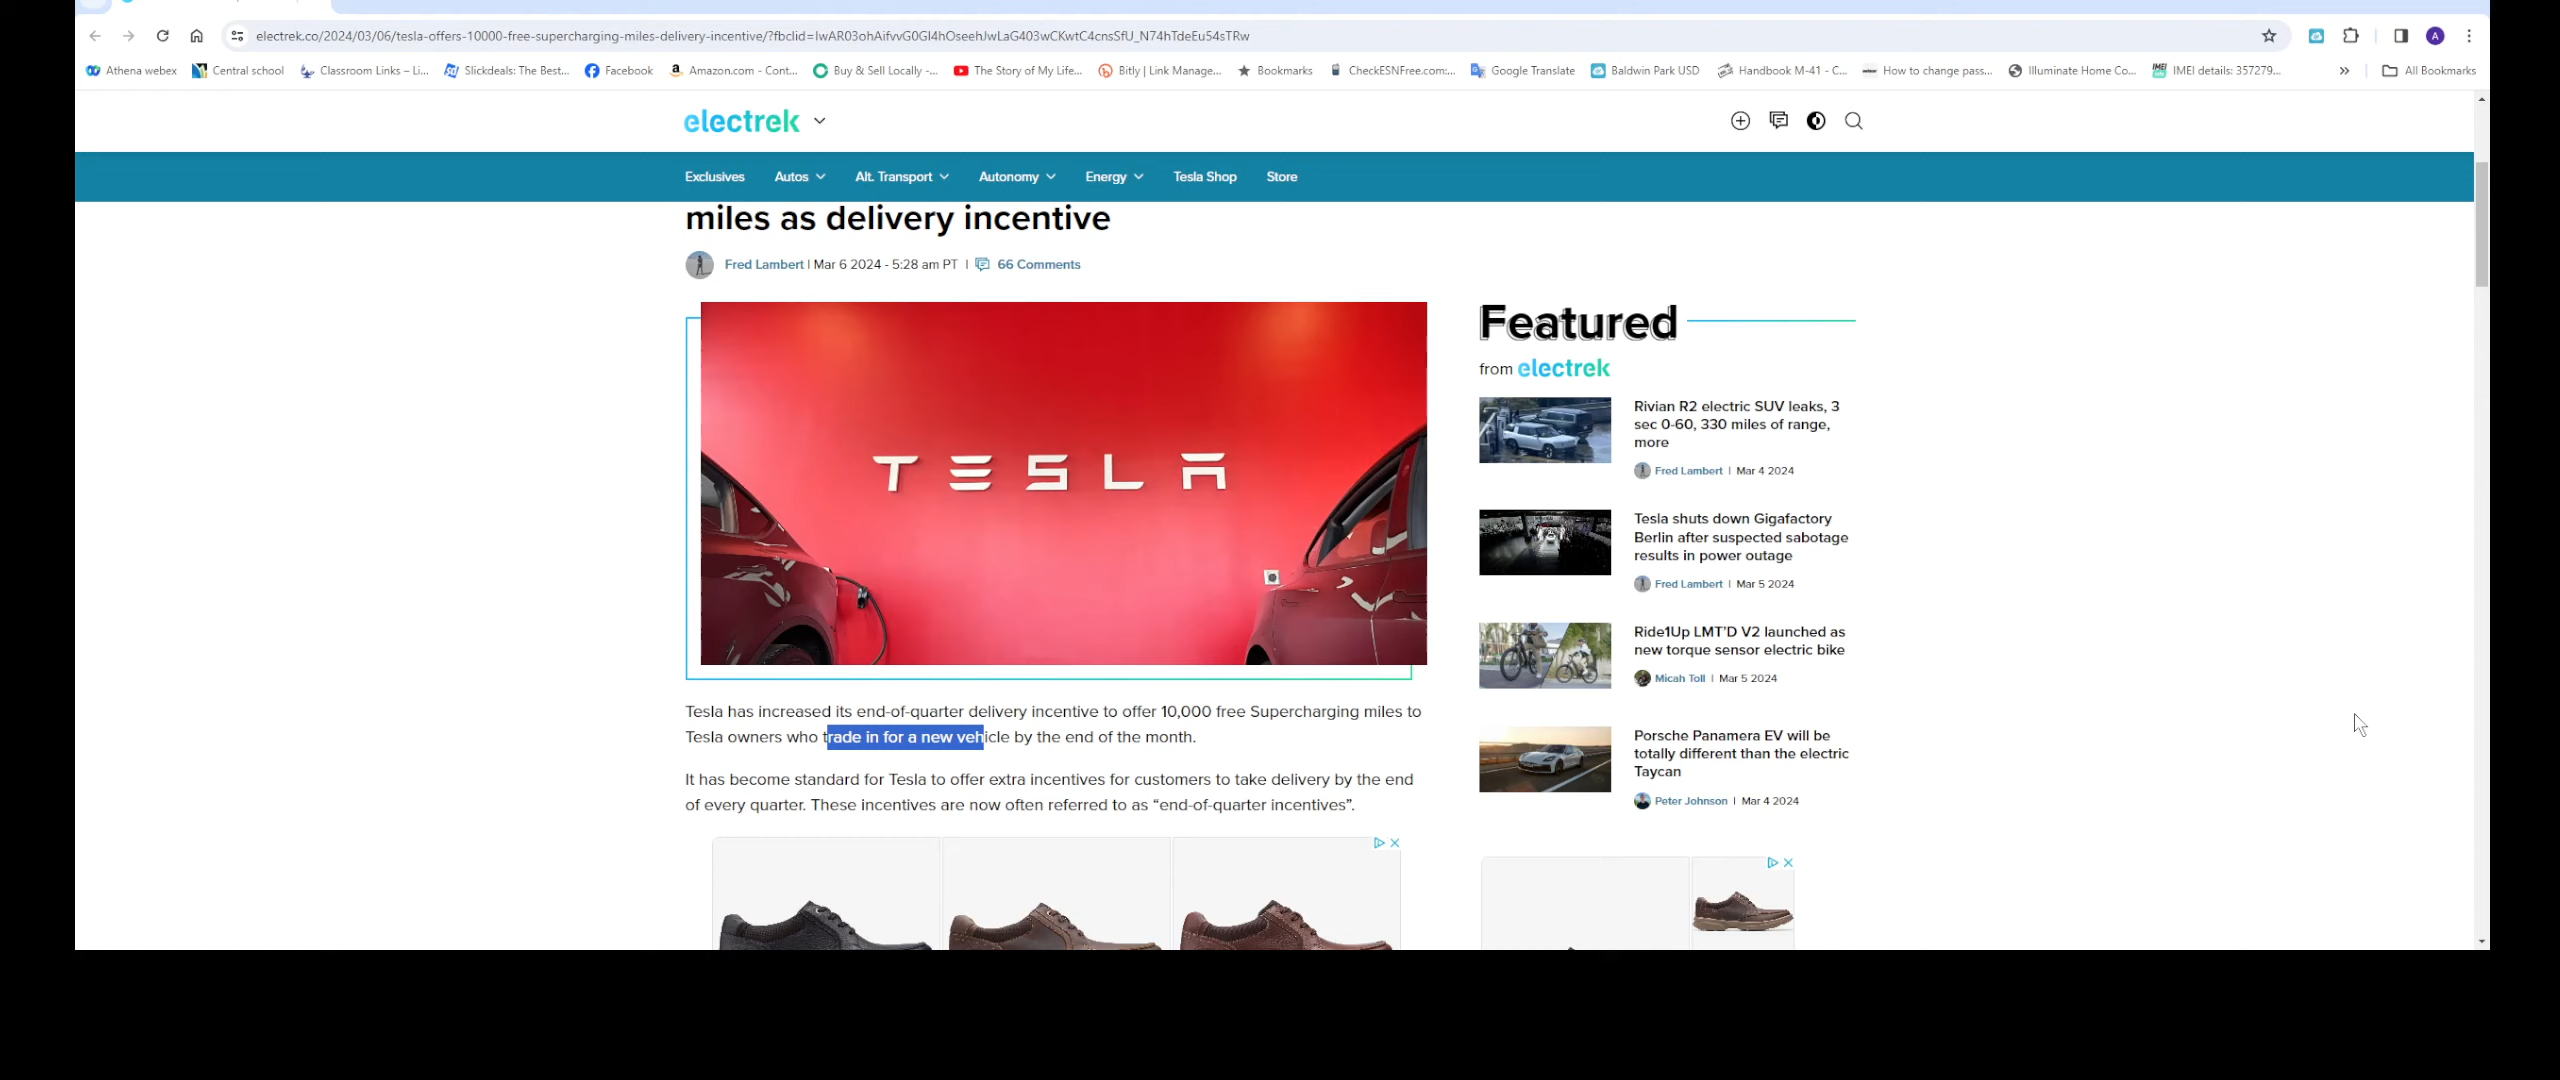 electrek.co/2024/03/06/tesla-offers-10000-free-supercharging-miles-delivery-incentive/?fbclid=IwAR03ohAifvvG0GI4hOseehJwLaG403wCKwtC4cnsSfU_N74hTdeEu54sTRw
A
Athena webex Central school Classroom Links – Li... Slickdeals: The Best... Facebook Amazon.com - Cont... Buy & Sell Locally -... The Story of My Life... Bitly | Link Manage... Bookmarks CheckESNFree.com:... Google Translate Baldwin Park USD Handbook M-41 - C... How to change pass... Illuminate Home Co... IMEI details: 357279... » All Bookmarks
electrek
Exclusives Autos Alt. Transport Autonomy Energy Tesla Shop Store
miles as delivery incentive
Fred Lambert | Mar 6 2024 - 5:28 am PT | 66 Comments
TESLA
Tesla has increased its end-of-quarter delivery incentive to offer 10,000 free Supercharging miles to
Tesla owners who trade in for a new vehicle by the end of the month.
It has become standard for Tesla to offer extra incentives for customers to take delivery by the end
of every quarter. These incentives are now often referred to as “end-of-quarter incentives”.
Featured
from electrek
Rivian R2 electric SUV leaks, 3
sec 0-60, 330 miles of range,
more
Fred Lambert | Mar 4 2024
Tesla shuts down Gigafactory
Berlin after suspected sabotage
results in power outage
Fred Lambert | Mar 5 2024
Ride1Up LMT’D V2 launched as
new torque sensor electric bike
Micah Toll | Mar 5 2024
Porsche Panamera EV will be
totally different than the electric
Taycan
Peter Johnson | Mar 4 2024